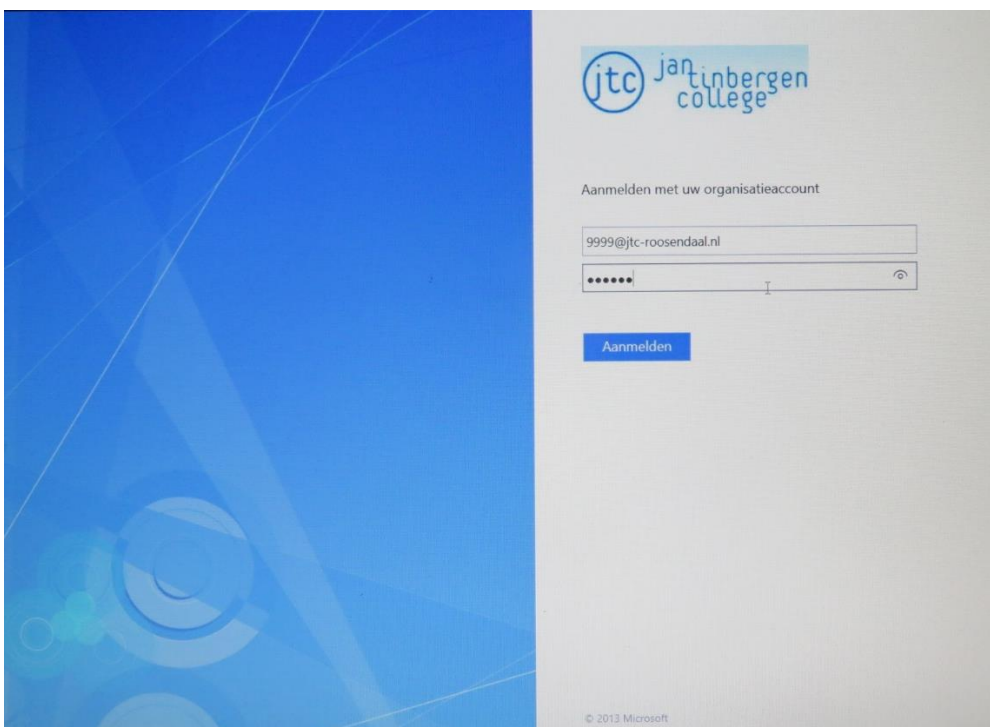 jtc jan
tinbergen
college
Aanmelden met uw organisatieaccount
9999@jtc-roosendaal.nl
••••••
Aanmelden
© 2013 Microsoft